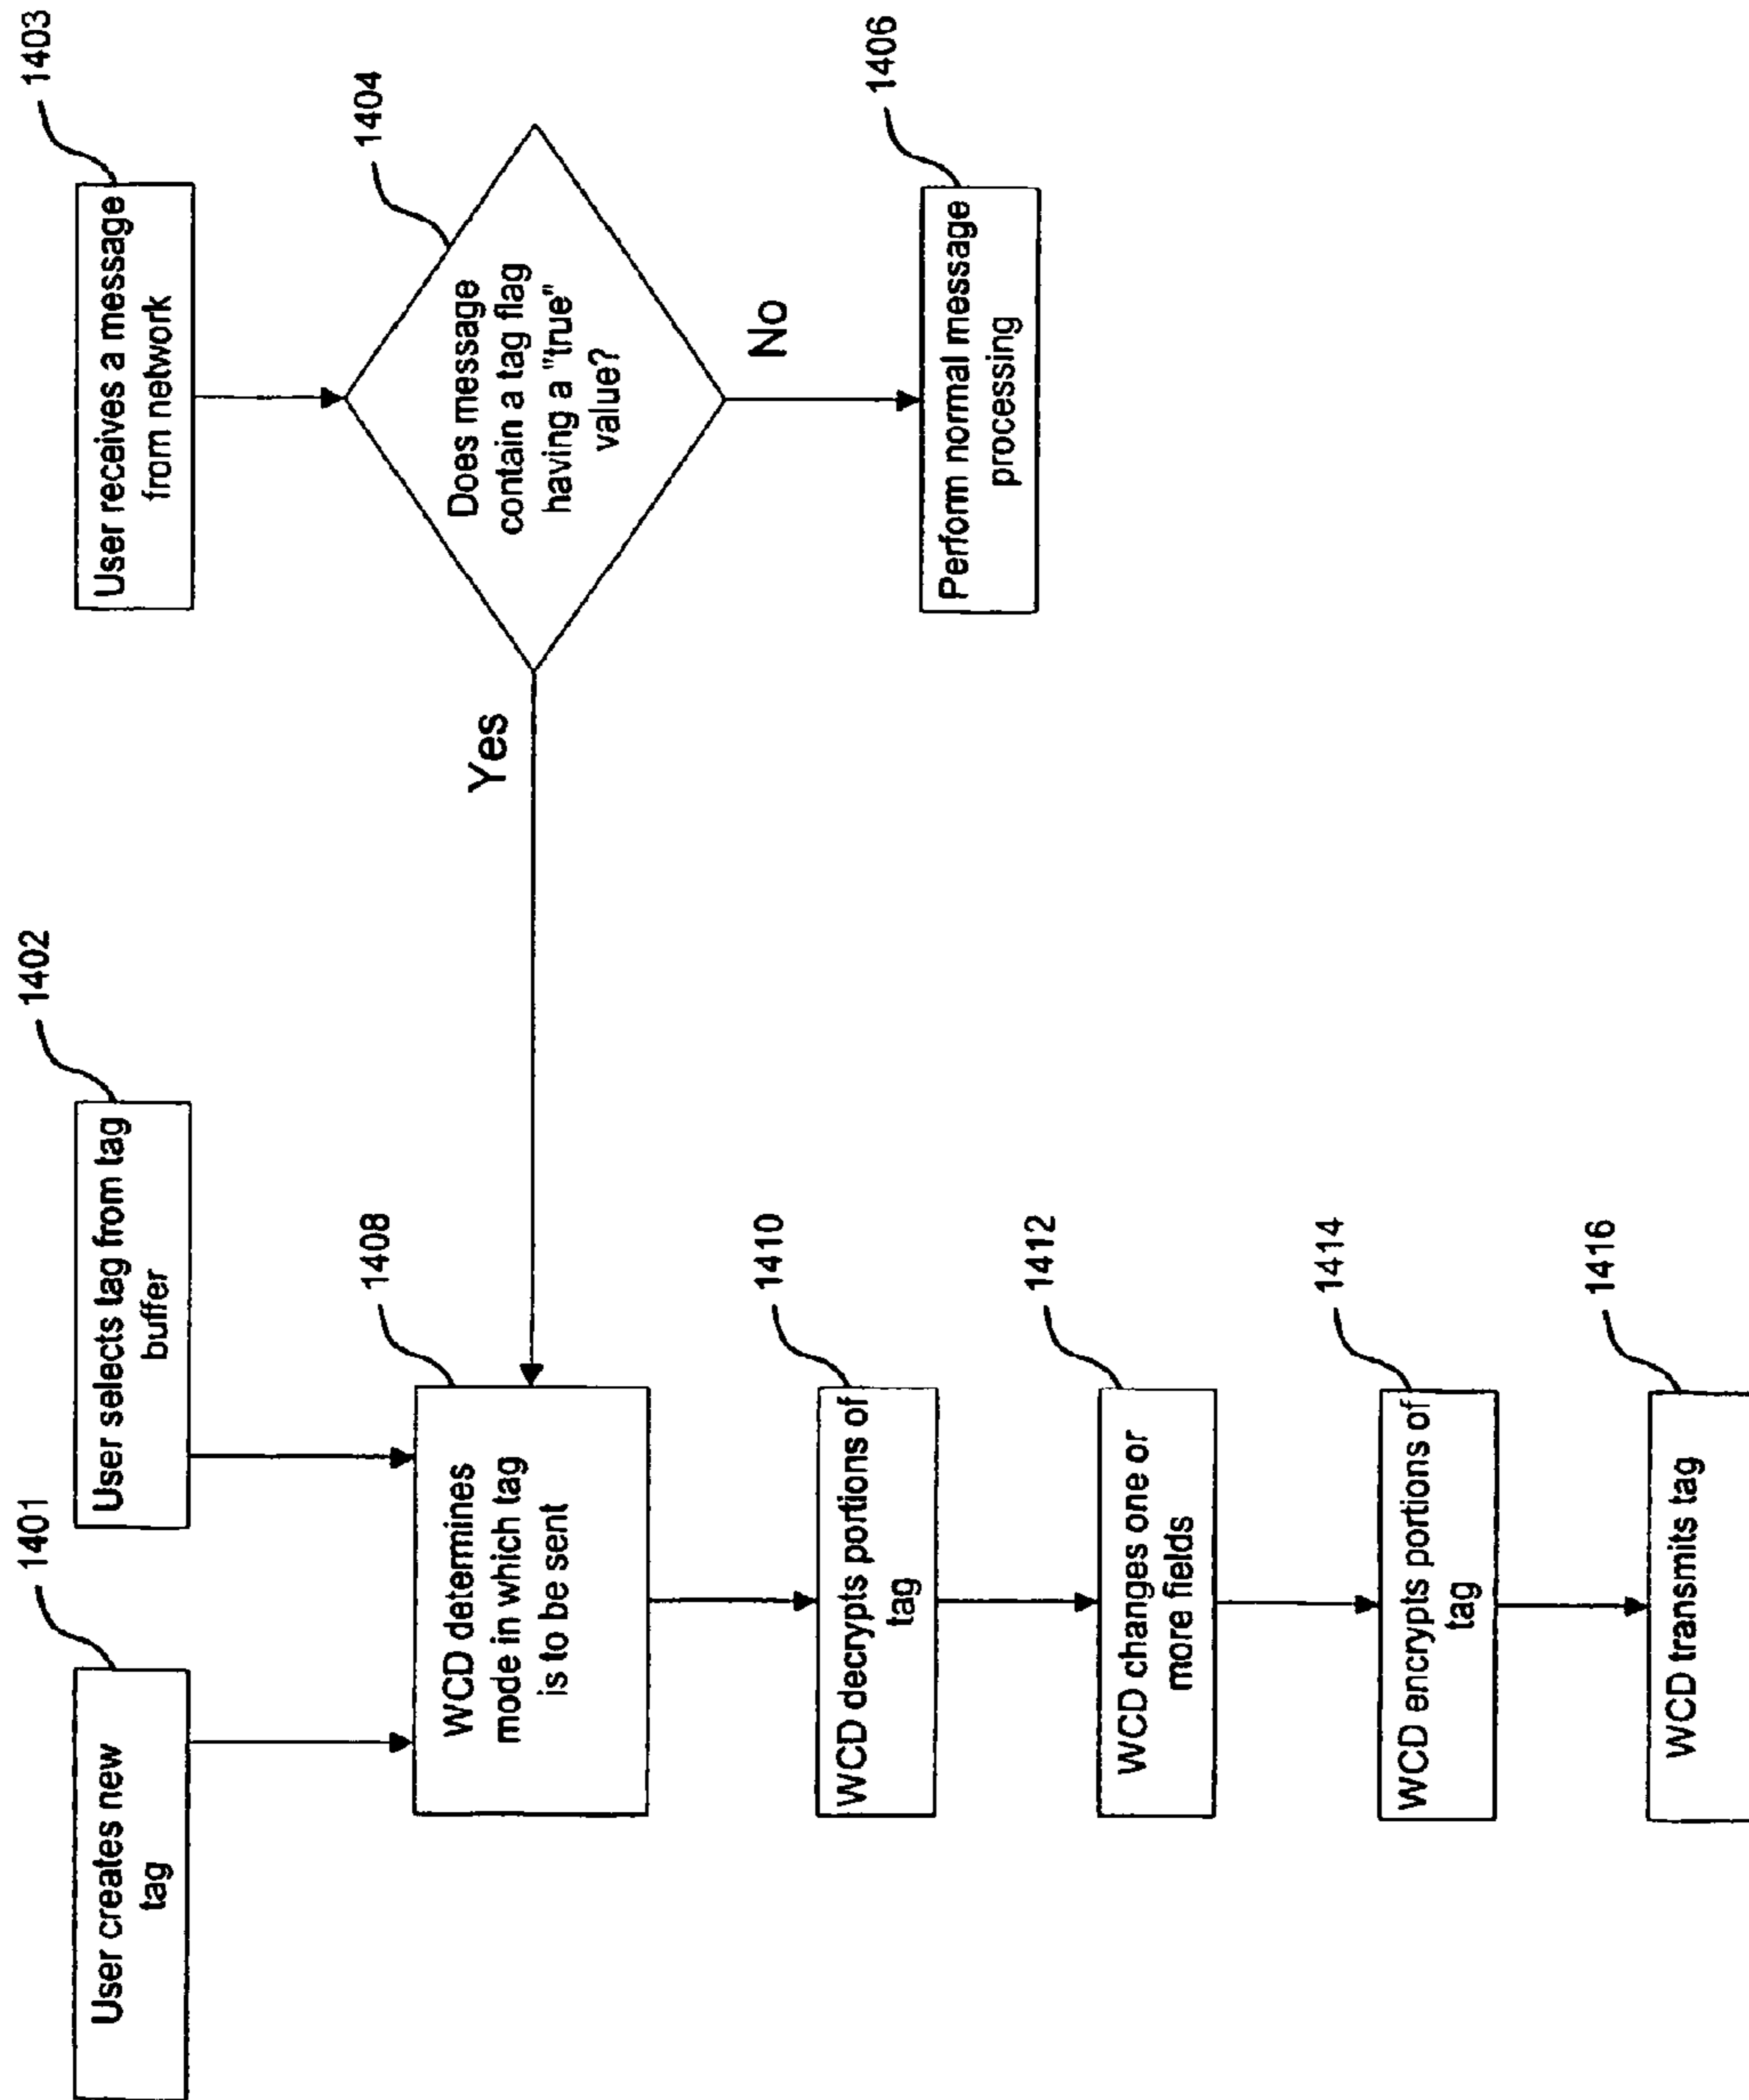 1401
User creates new
tag
1402
User selects tag from tag
buffer
1403
User receives a message
from network
1404
Does message
contain a tag flag
having a "true"
value?
Yes
No
1406
Perform normal message
processing
1408
WCD determines
mode in which tag
is to be sent
1410
WCD decrypts portions of
tag
1412
WCD changes one or
more fields
1414
WCD encrypts portions of
tag
1416
WCD transmits tag